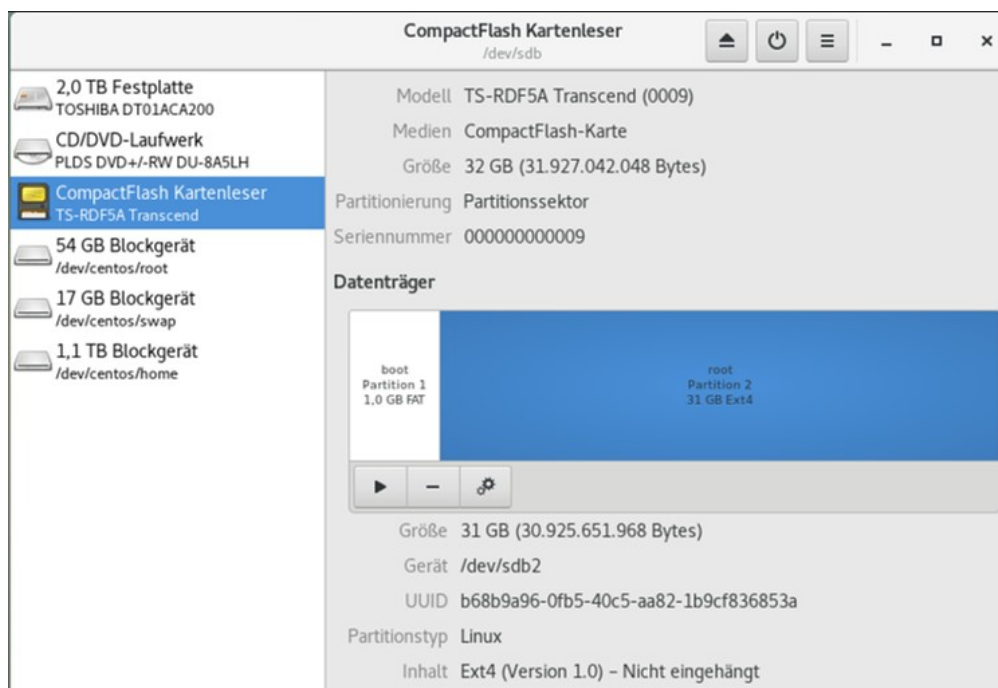 CompactFlash Kartenleser
/dev/sdb
2,0 TB Festplatte
TOSHIBA DT01ACA200
CD/DVD-Laufwerk
PLDS DVD+/-RW DU-8A5LH
CompactFlash Kartenleser
TS-RDF5A Transcend
54 GB Blockgerät
/dev/centos/root
17 GB Blockgerät
/dev/centos/swap
1,1 TB Blockgerät
/dev/centos/home
Modell TS-RDF5A Transcend (0009)
Medien CompactFlash-Karte
Größe 32 GB (31.927.042.048 Bytes)
Partitionierung Partitionssektor
Seriennummer 000000000009
Datenträger
boot
Partition 1
1,0 GB FAT
root
Partition 2
31 GB Ext4
Größe 31 GB (30.925.651.968 Bytes)
Gerät /dev/sdb2
UUID b68b9a96-0fb5-40c5-aa82-1b9cf836853a
Partitionstyp Linux
Inhalt Ext4 (Version 1.0) – Nicht eingehängt